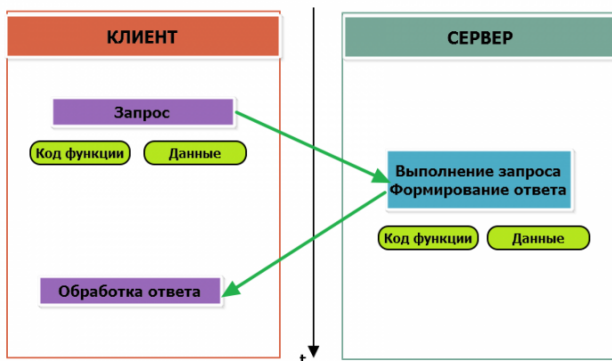 КЛИЕНТ
СЕРВЕР
Запрос
Код функции
Данные
Выполнение запроса
Формирование ответа
Код функции
Данные
Обработка ответа
t